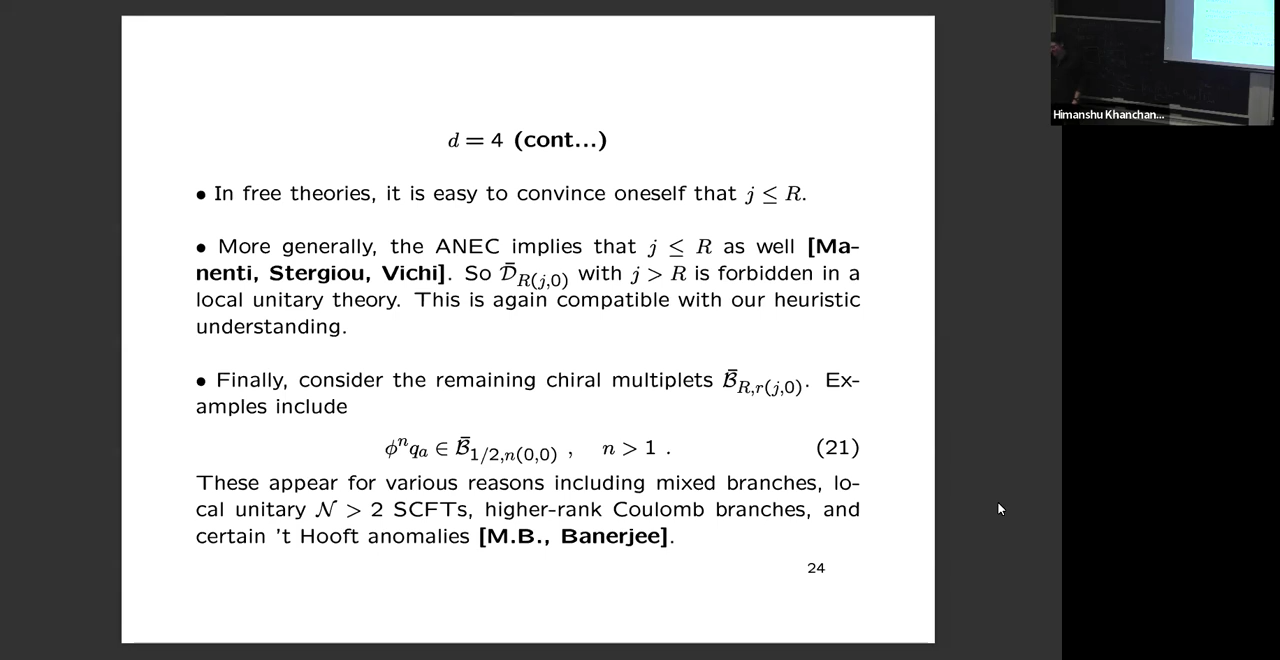 d = 4 (cont...)
• In free theories, it is easy to convince oneself that j ≤ R.
• More generally, the ANEC implies that j ≤ R as well [Ma-
nenti, Stergiou, Vichi]. So 𝒟̄_{R(j,0)} with j > R is forbidden in a
local unitary theory. This is again compatible with our heuristic
understanding.
• Finally, consider the remaining chiral multiplets ℬ̄_{R,r(j,0)}. Ex-
amples include
ϕⁿq_a ∈ ℬ̄_{1/2,n(0,0)} , n > 1 . (21)
These appear for various reasons including mixed branches, lo-
cal unitary 𝒩 > 2 SCFTs, higher-rank Coulomb branches, and
certain 't Hooft anomalies [M.B., Banerjee].
24
Himanshu Khanchan...